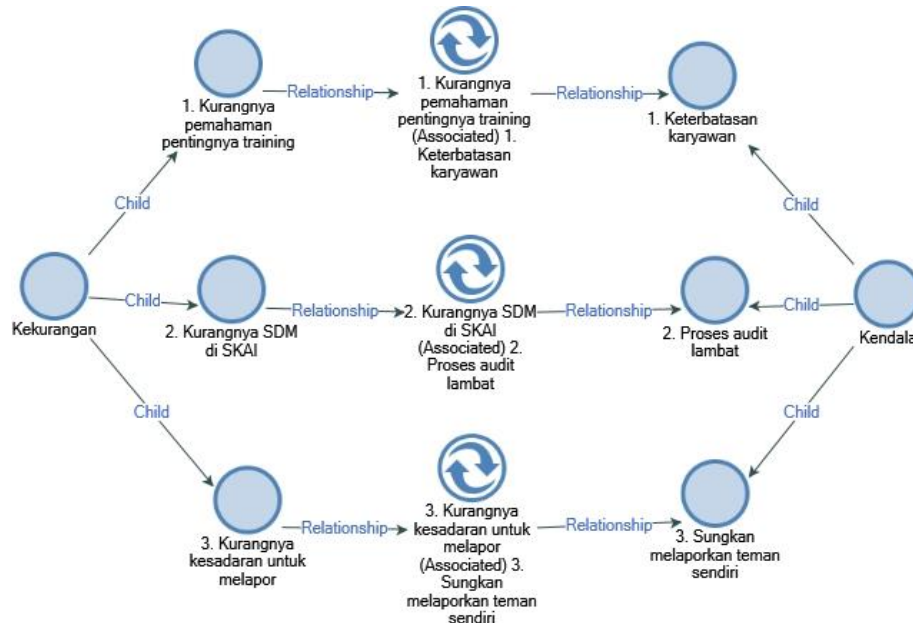 Relationship
Relationship
1. Kurangnya
pemahaman
pentingnya training
1. Kurangnya
pemahaman
pentingnya training
(Associated) 1.
Keterbatasan
karyawan
1. Keterbatasan
karyawan
Child
Child
Kekurangan
Child
Relationship
Relationship
Child
Kendala
2. Kurangnya SDM
di SKAI
2. Kurangnya SDM
di SKAI
(Associated) 2.
Proses audit
lambat
2. Proses audit
lambat
Child
Child
Relationship
Relationship
3. Kurangnya
kesadaran untuk
melapor
3. Kurangnya
kesadaran untuk
melapor
(Associated) 3.
Sungkan
melaporkan teman
sendiri
3. Sungkan
melaporkan teman
sendiri